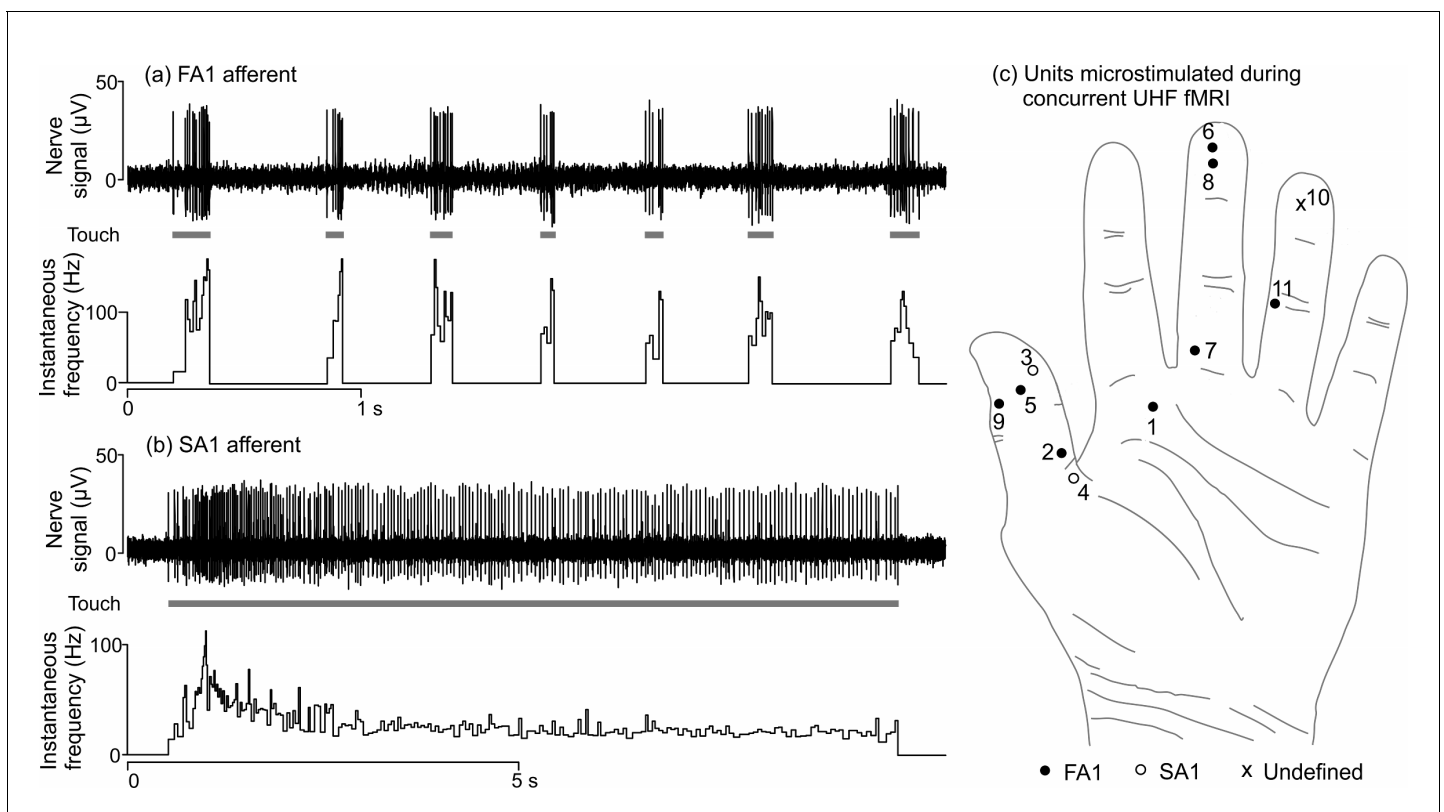 (a) FA1 afferent
50
0
Nerve
signal (µV)
Touch
Instantaneous
frequency (Hz)
100
0
0
1 s
(b) SA1 afferent
50
0
Nerve
signal (µV)
Touch
Instantaneous
frequency (Hz)
100
0
0
5 s
(c) Units microstimulated during
concurrent UHF fMRI
6
8
x10
11
7
3
5
9
1
2
4
FA1
SA1
x Undefined